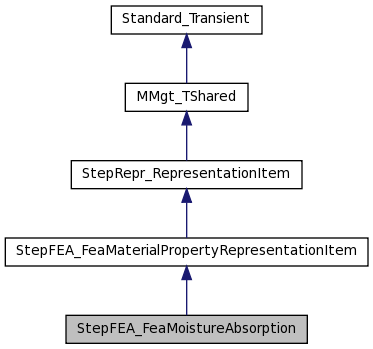 Standard_Transient
MMgt_TShared
StepRepr_RepresentationItem
StepFEA_FeaMaterialPropertyRepresentationItem
StepFEA_FeaMoistureAbsorption